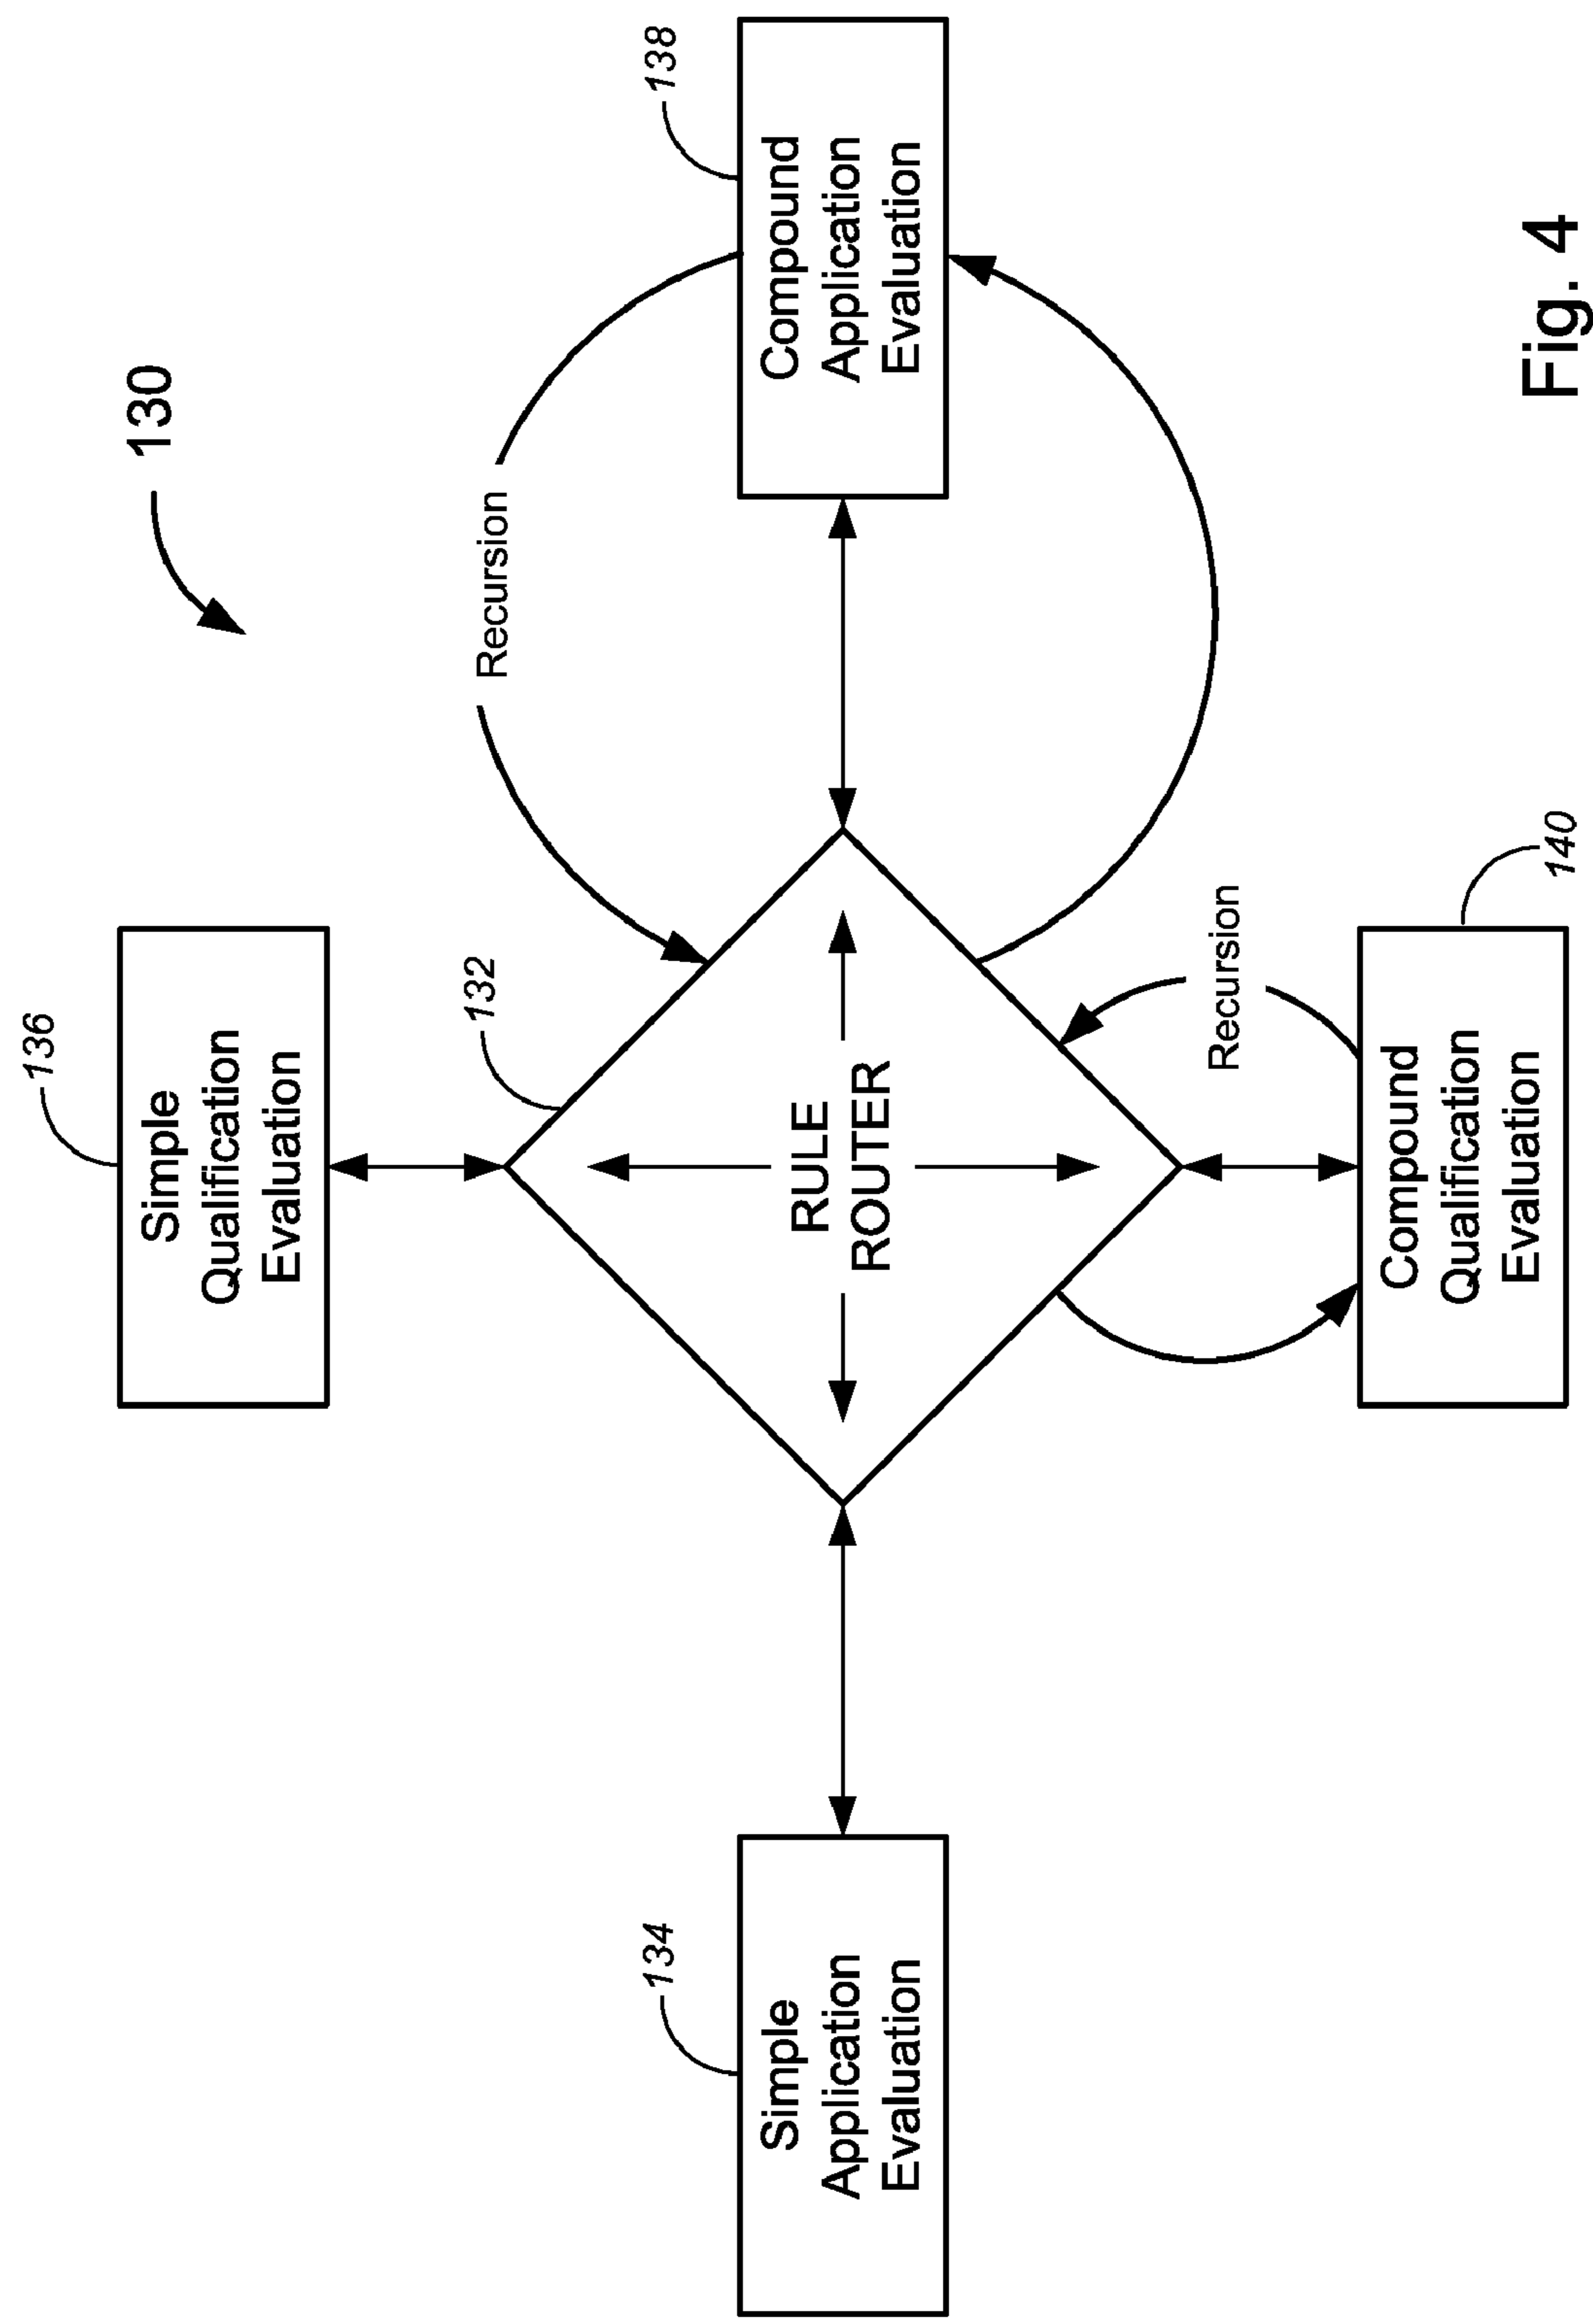 130
136
Simple
Qualification
Evaluation
132
Recursion
138
134
Simple
Application
Evaluation
RULE
ROUTER
Compound
Application
Evaluation
Recursion
Compound
Qualification
Evaluation
140
Fig. 4